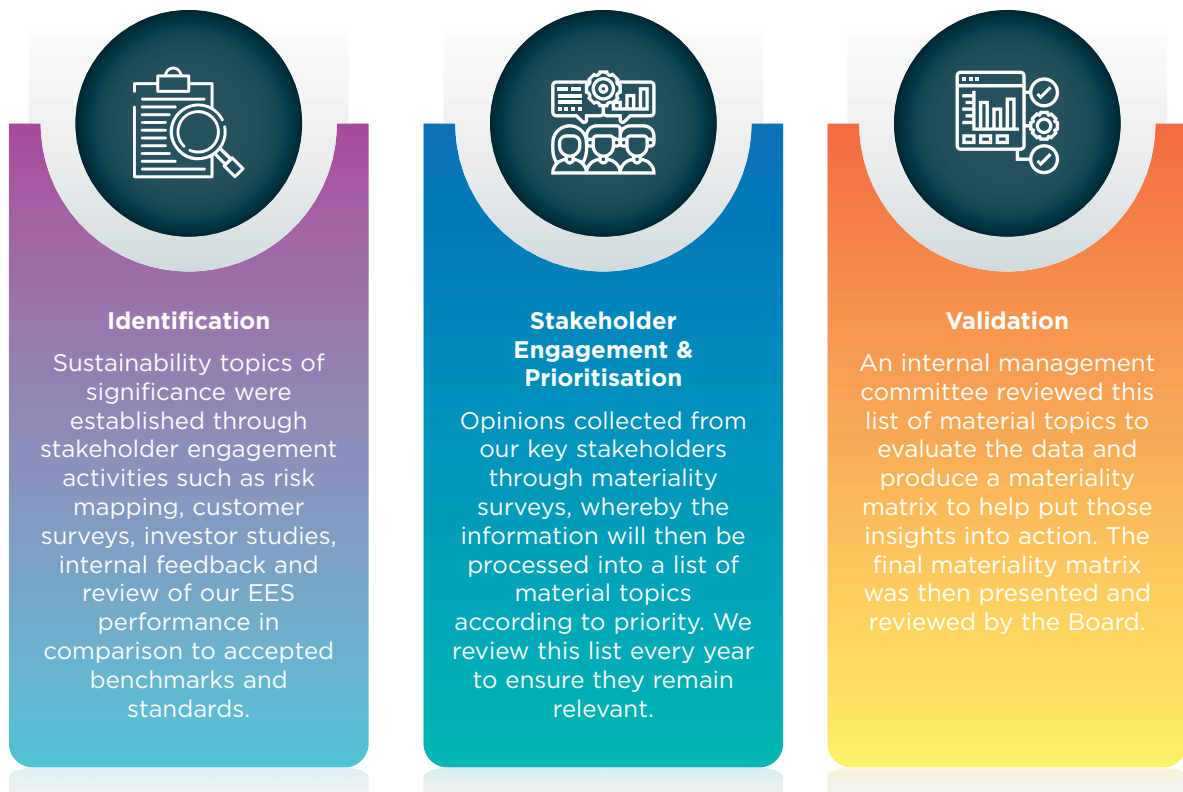 Identification
Sustainability topics of
significance were
established through
stakeholder engagement
activities such as risk
mapping, customer
surveys, investor studies,
internal feedback and
review of our EES
performance in
comparison to accepted
benchmarks and
standards.
Stakeholder
Engagement &
Prioritisation
Opinions collected from
our key stakeholders
through materiality
surveys, whereby the
information will then be
processed into a list of
material topics
according to priority. We
review this list every year
to ensure they remain
relevant.
Validation
An internal management
committee reviewed this
list of material topics to
evaluate the data and
produce a materiality
matrix to help put those
insights into action. The
final materiality matrix
was then presented and
reviewed by the Board.